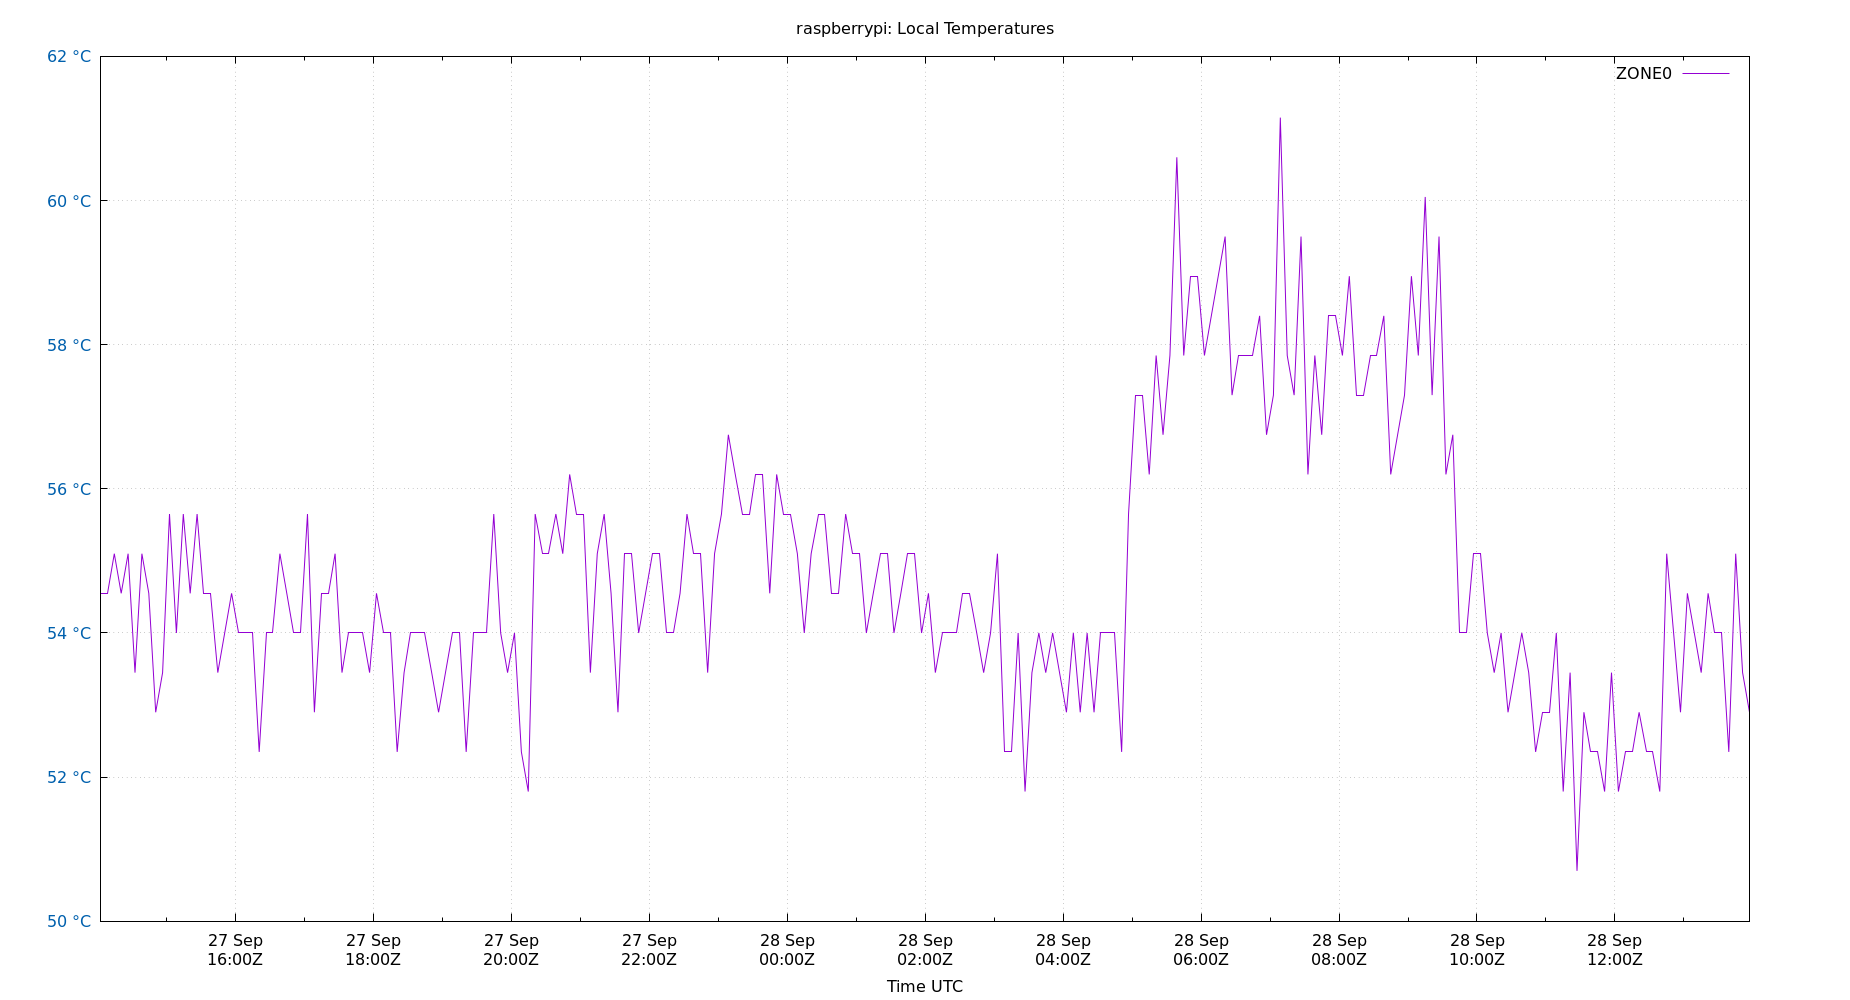 raspberrypi: Local Temperatures
62 °C
60 °C
58 °C
56 °C
54 °C
52 °C
50 °C
ZONE0
27 Sep 27 Sep 27 Sep 27 Sep 28 Sep 28 Sep 28 Sep 28 Sep 28 Sep 28 Sep 28 Sep
16:00Z 18:00Z 20:00Z 22:00Z 00:00Z 02:00Z 04:00Z 06:00Z 08:00Z 10:00Z 12:00Z
Time UTC